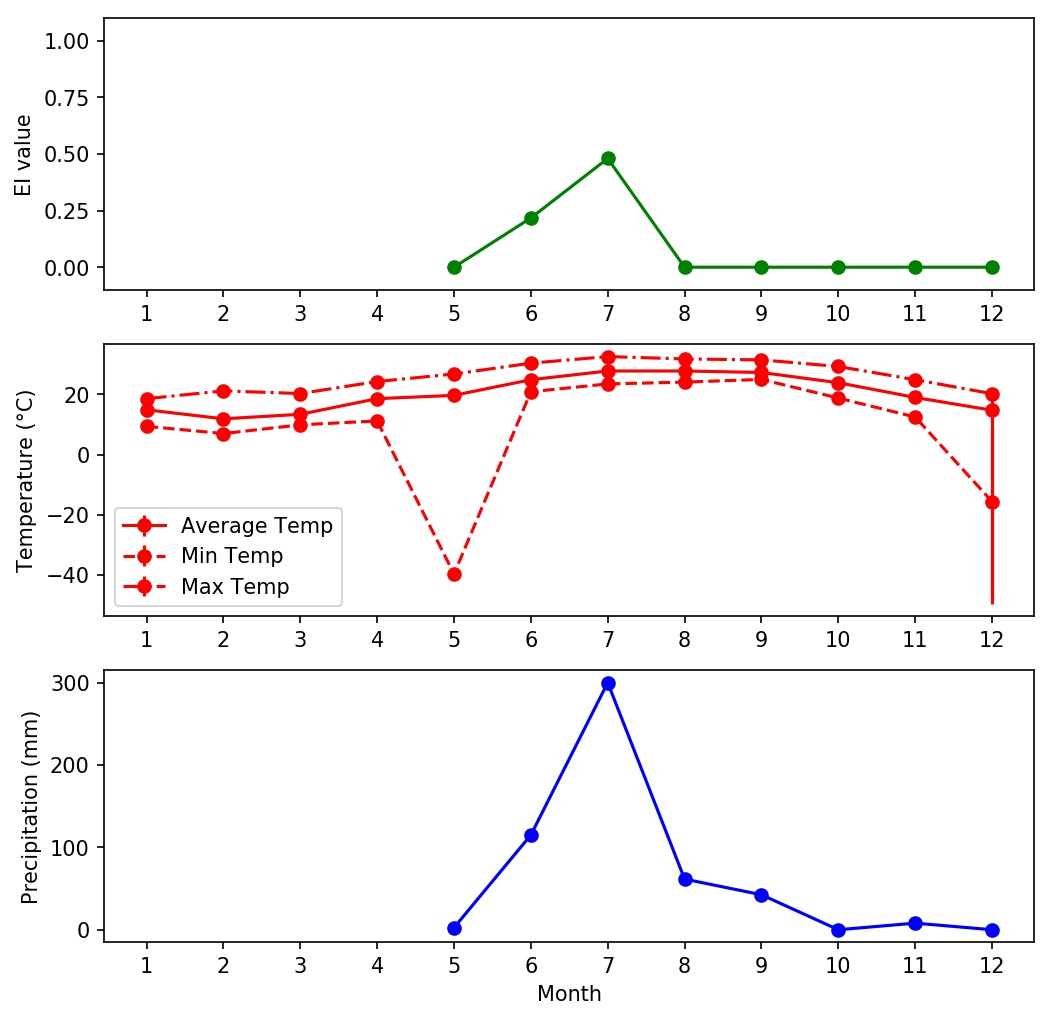 1.00
0.75
0.50
0.25
0.00
EI value
1 2 3 4 5 6 7 8 9 10 11 12
20
0
−20
−40
Temperature (°C)
Average Temp
Min Temp
Max Temp
1 2 3 4 5 6 7 8 9 10 11 12
300
200
100
0
Precipitation (mm)
1 2 3 4 5 6 7 8 9 10 11 12
Month